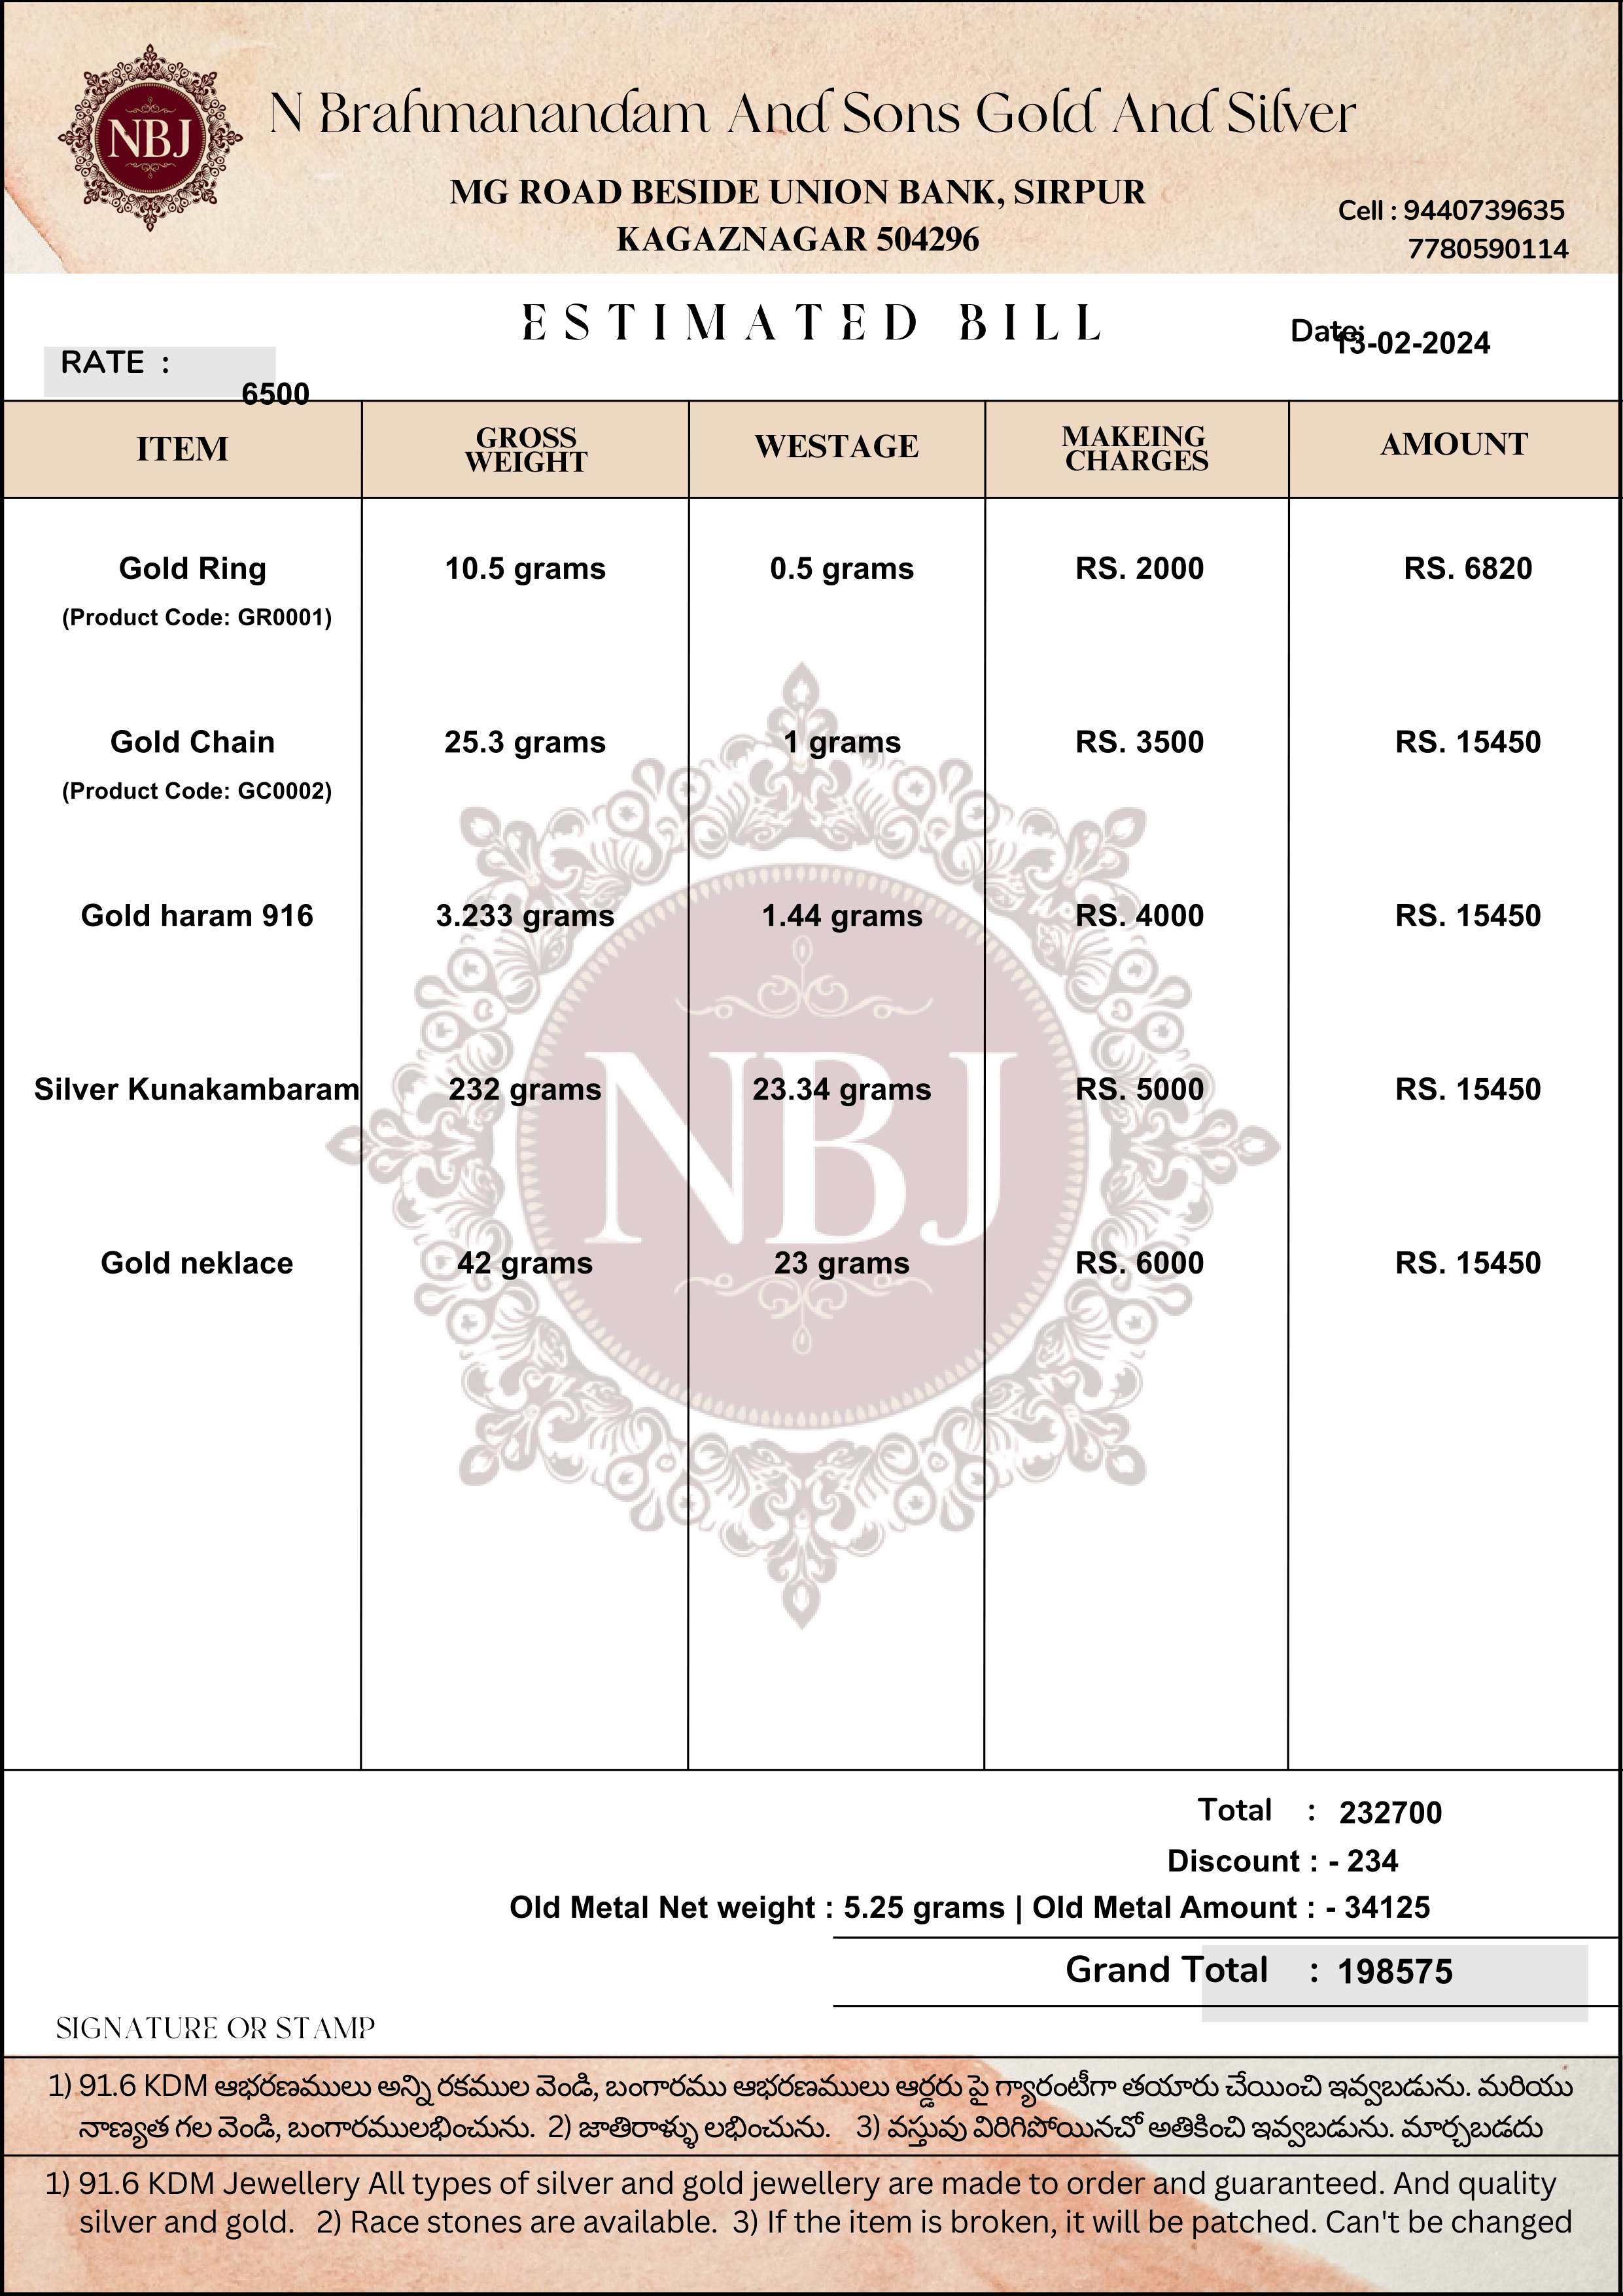 NBJ
N Brahmanandam And Sons Gold And Silver
MG ROAD BESIDE UNION BANK, SIRPUR
KAGAZNAGAR 504296
Cell : 9440739635
7780590114
ESTIMATED BILL
Date:
13-02-2024
RATE :
6500
ITEM GROSS WEIGHT WESTAGE MAKEING CHARGES AMOUNT
Gold Ring 10.5 grams 0.5 grams RS. 2000 RS. 6820
(Product Code: GR0001)
Gold Chain 25.3 grams 1 grams RS. 3500 RS. 15450
(Product Code: GC0002)
Gold haram 916 3.233 grams 1.44 grams RS. 4000 RS. 15450
Silver Kunakambaram 232 grams 23.34 grams RS. 5000 RS. 15450
NBJ
Gold neklace 42 grams 23 grams RS. 6000 RS. 15450
Total : 232700
Discount : - 234
Old Metal Net weight : 5.25 grams | Old Metal Amount : - 34125
Grand Total : 198575
SIGNATURE OR STAMP
1) 91.6 KDM ఆభరణములు అన్ని రకముల వెండి, బంగారము ఆభరణములు ఆర్డరు పై గ్యారంటీగా తయారు చేయించి ఇవ్వబడును. మరియు
నాణ్యత గల వెండి, బంగారములభించును. 2) జాతిరాళ్ళు లభించును. 3) వస్తువు విరిగిపోయినచో అతికించి ఇవ్వబడును. మార్చబడదు
1) 91.6 KDM Jewellery All types of silver and gold jewellery are made to order and guaranteed. And quality
silver and gold. 2) Race stones are available. 3) If the item is broken, it will be patched. Can't be changed